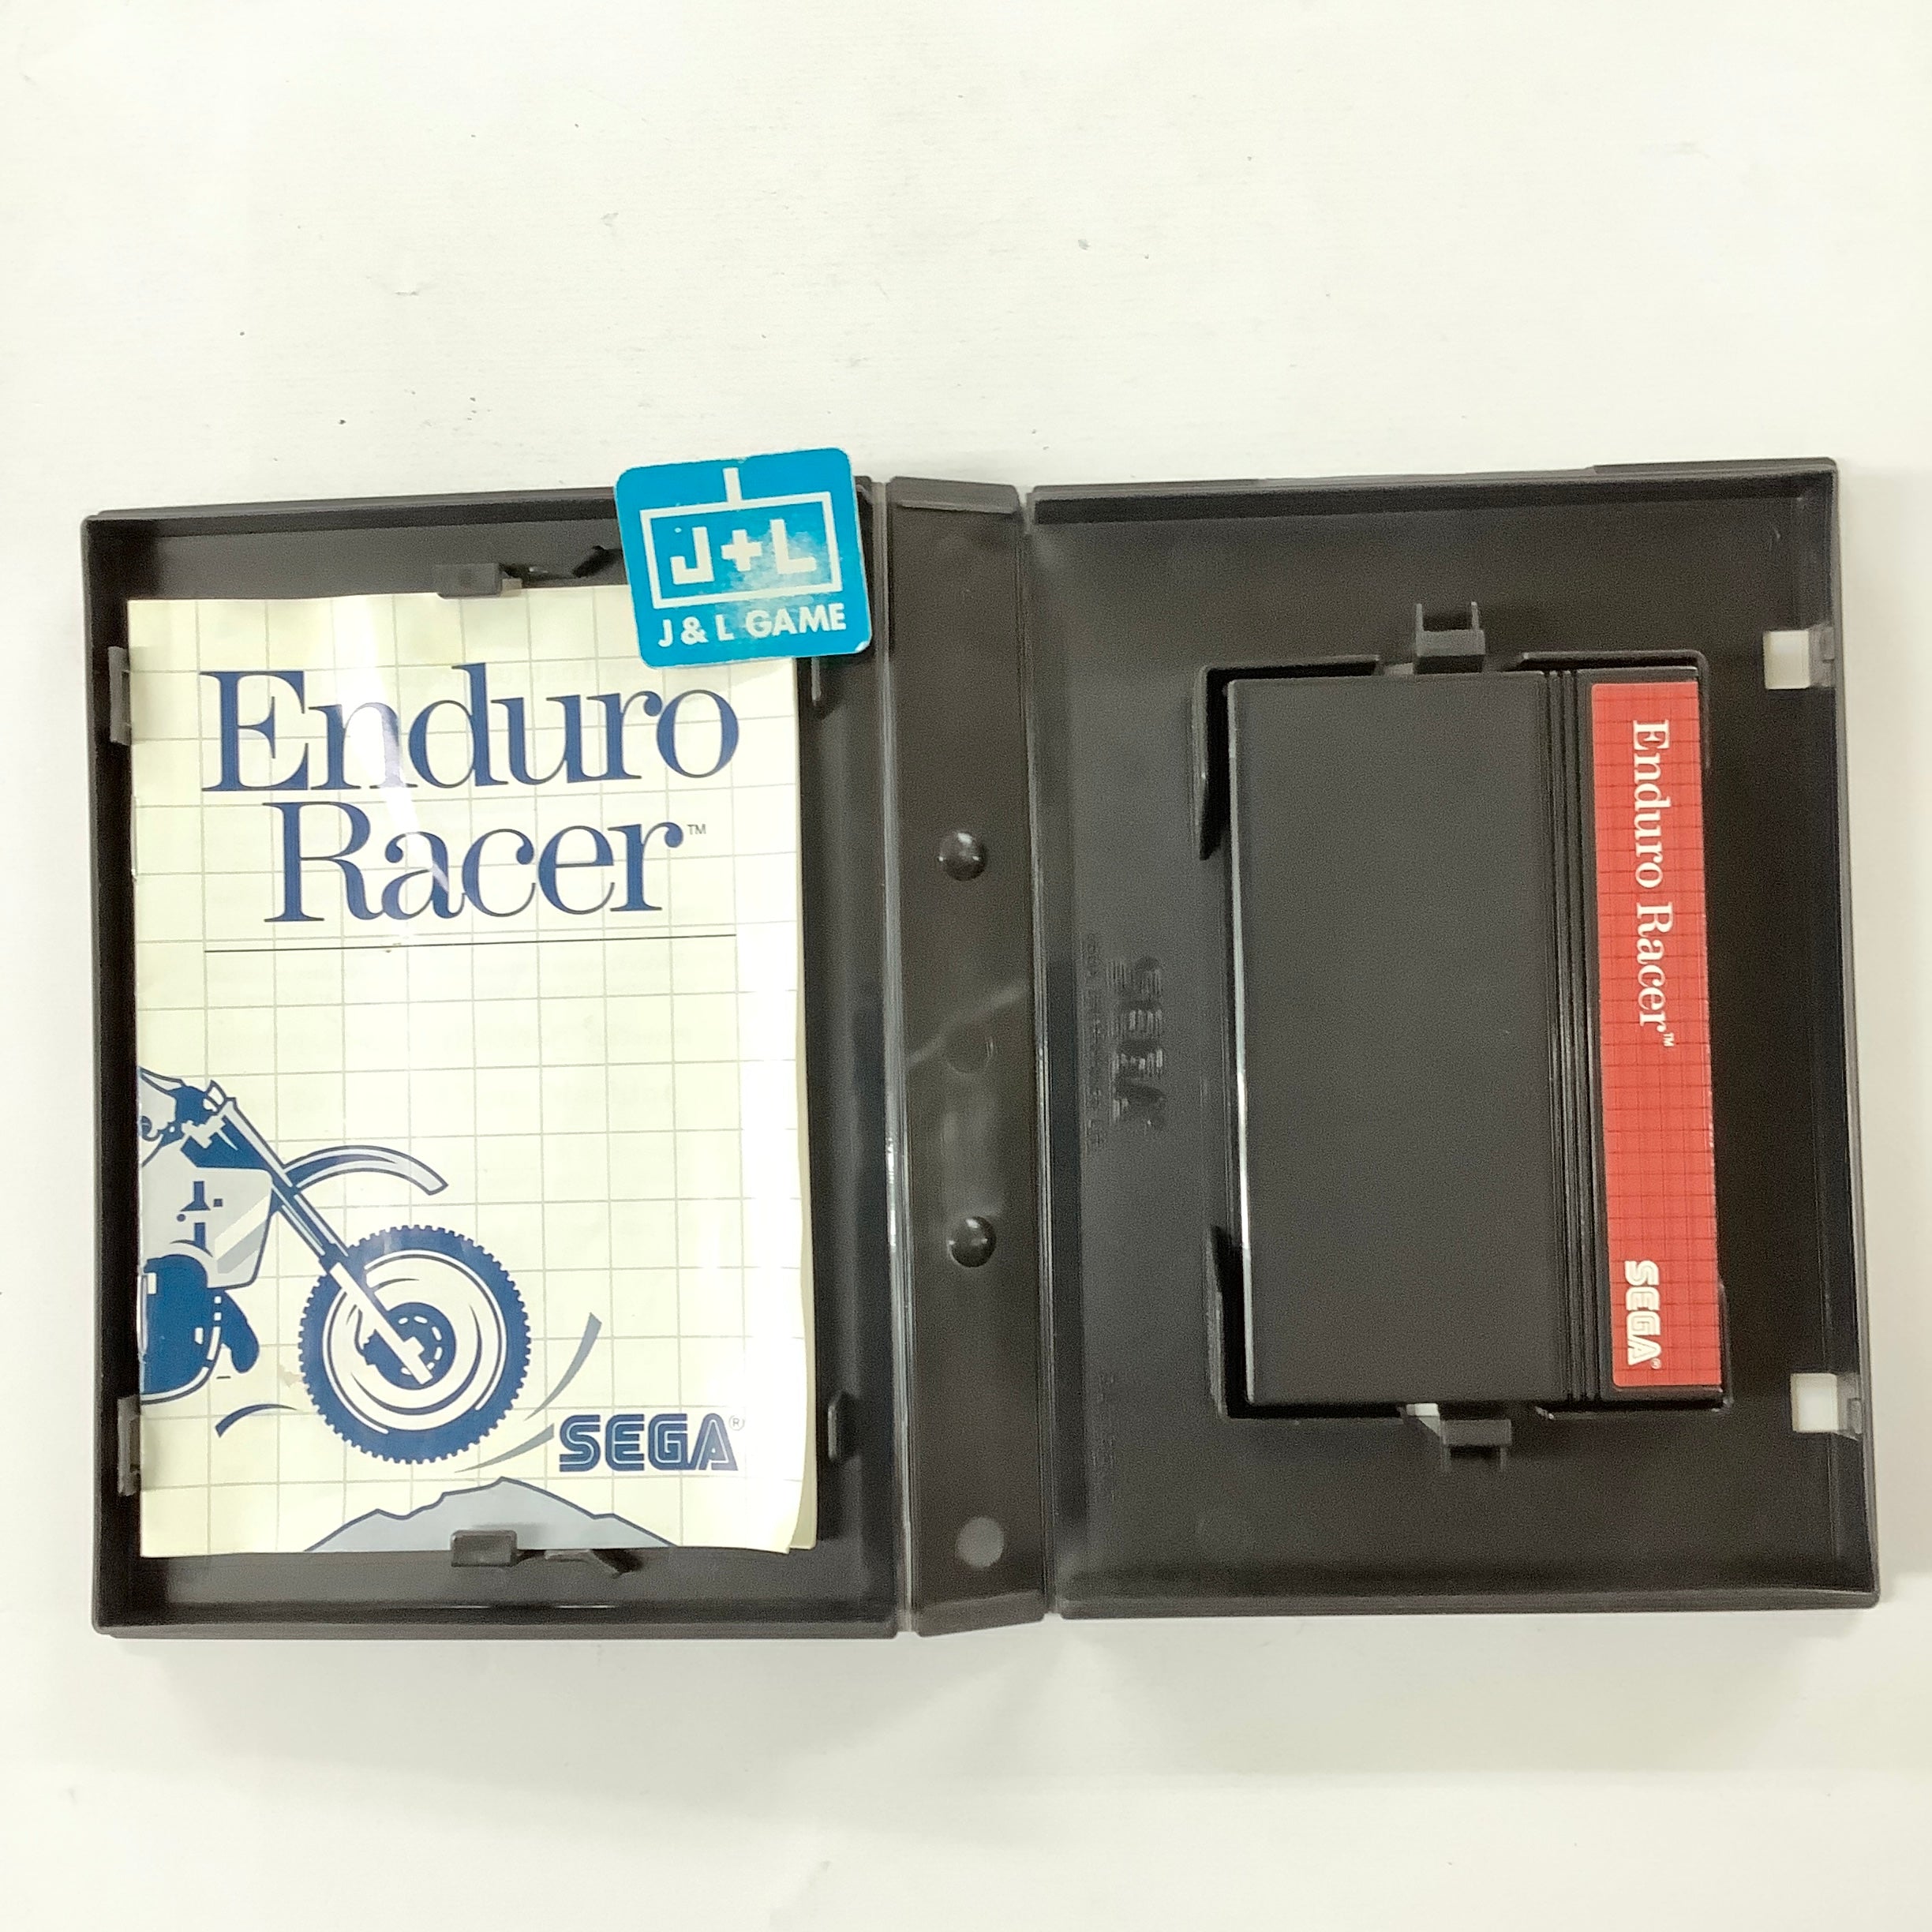 J+L
J & L GAME
Enduro
Racer™
SEGA®
SEGA
Enduro Racer™
SEGA®